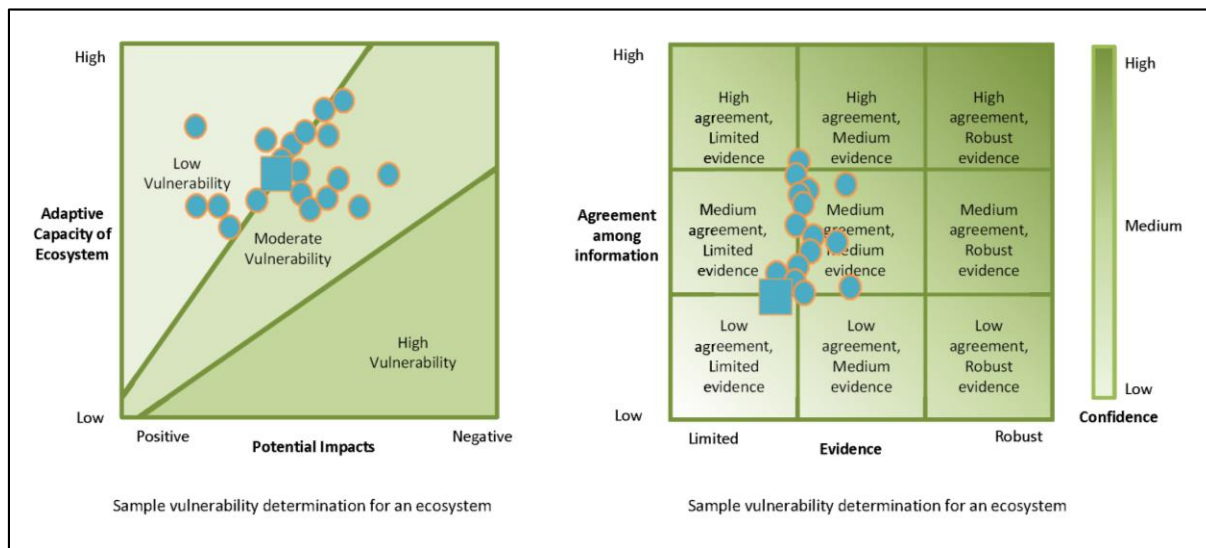 High
Low
Vulnerability
Adaptive
Capacity of
Ecosystem
Moderate
Vulnerability
High
Vulnerability
Low
Positive
Negative
Potential Impacts
Sample vulnerability determination for an ecosystem
High
High
agreement,
Limited
evidence
High
agreement,
Medium
evidence
High
agreement,
Robust
evidence
Agreement
among
information
Medium
agreement,
Limited
evidence
Medium
agreement,
Medium
evidence
Medium
agreement,
Robust
evidence
Low
agreement,
Limited
evidence
Low
agreement,
Medium
evidence
Low
agreement,
Robust
evidence
Low
Limited
Robust
Evidence
High
Medium
Low
Confidence
Sample vulnerability determination for an ecosystem